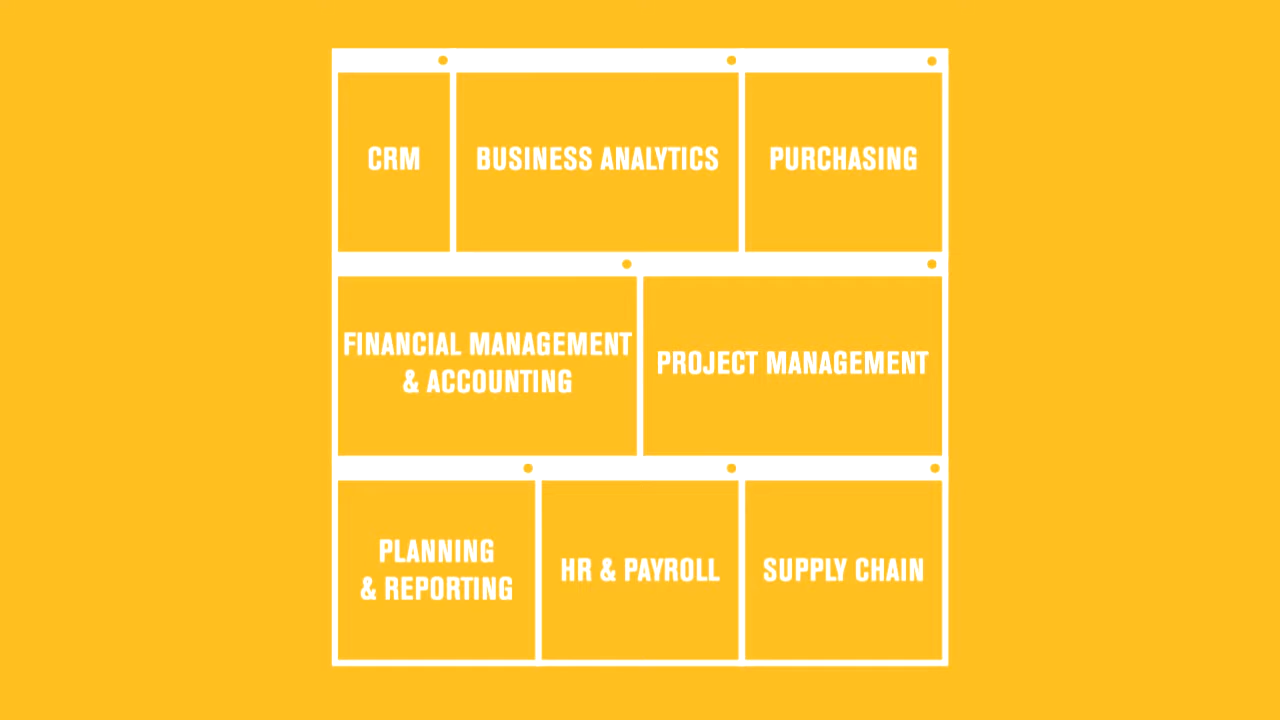 CRM
BUSINESS ANALYTICS
PURCHASING
FINANCIAL MANAGEMENT
& ACCOUNTING
PROJECT MANAGEMENT
PLANNING
& REPORTING
HR & PAYROLL
SUPPLY CHAIN